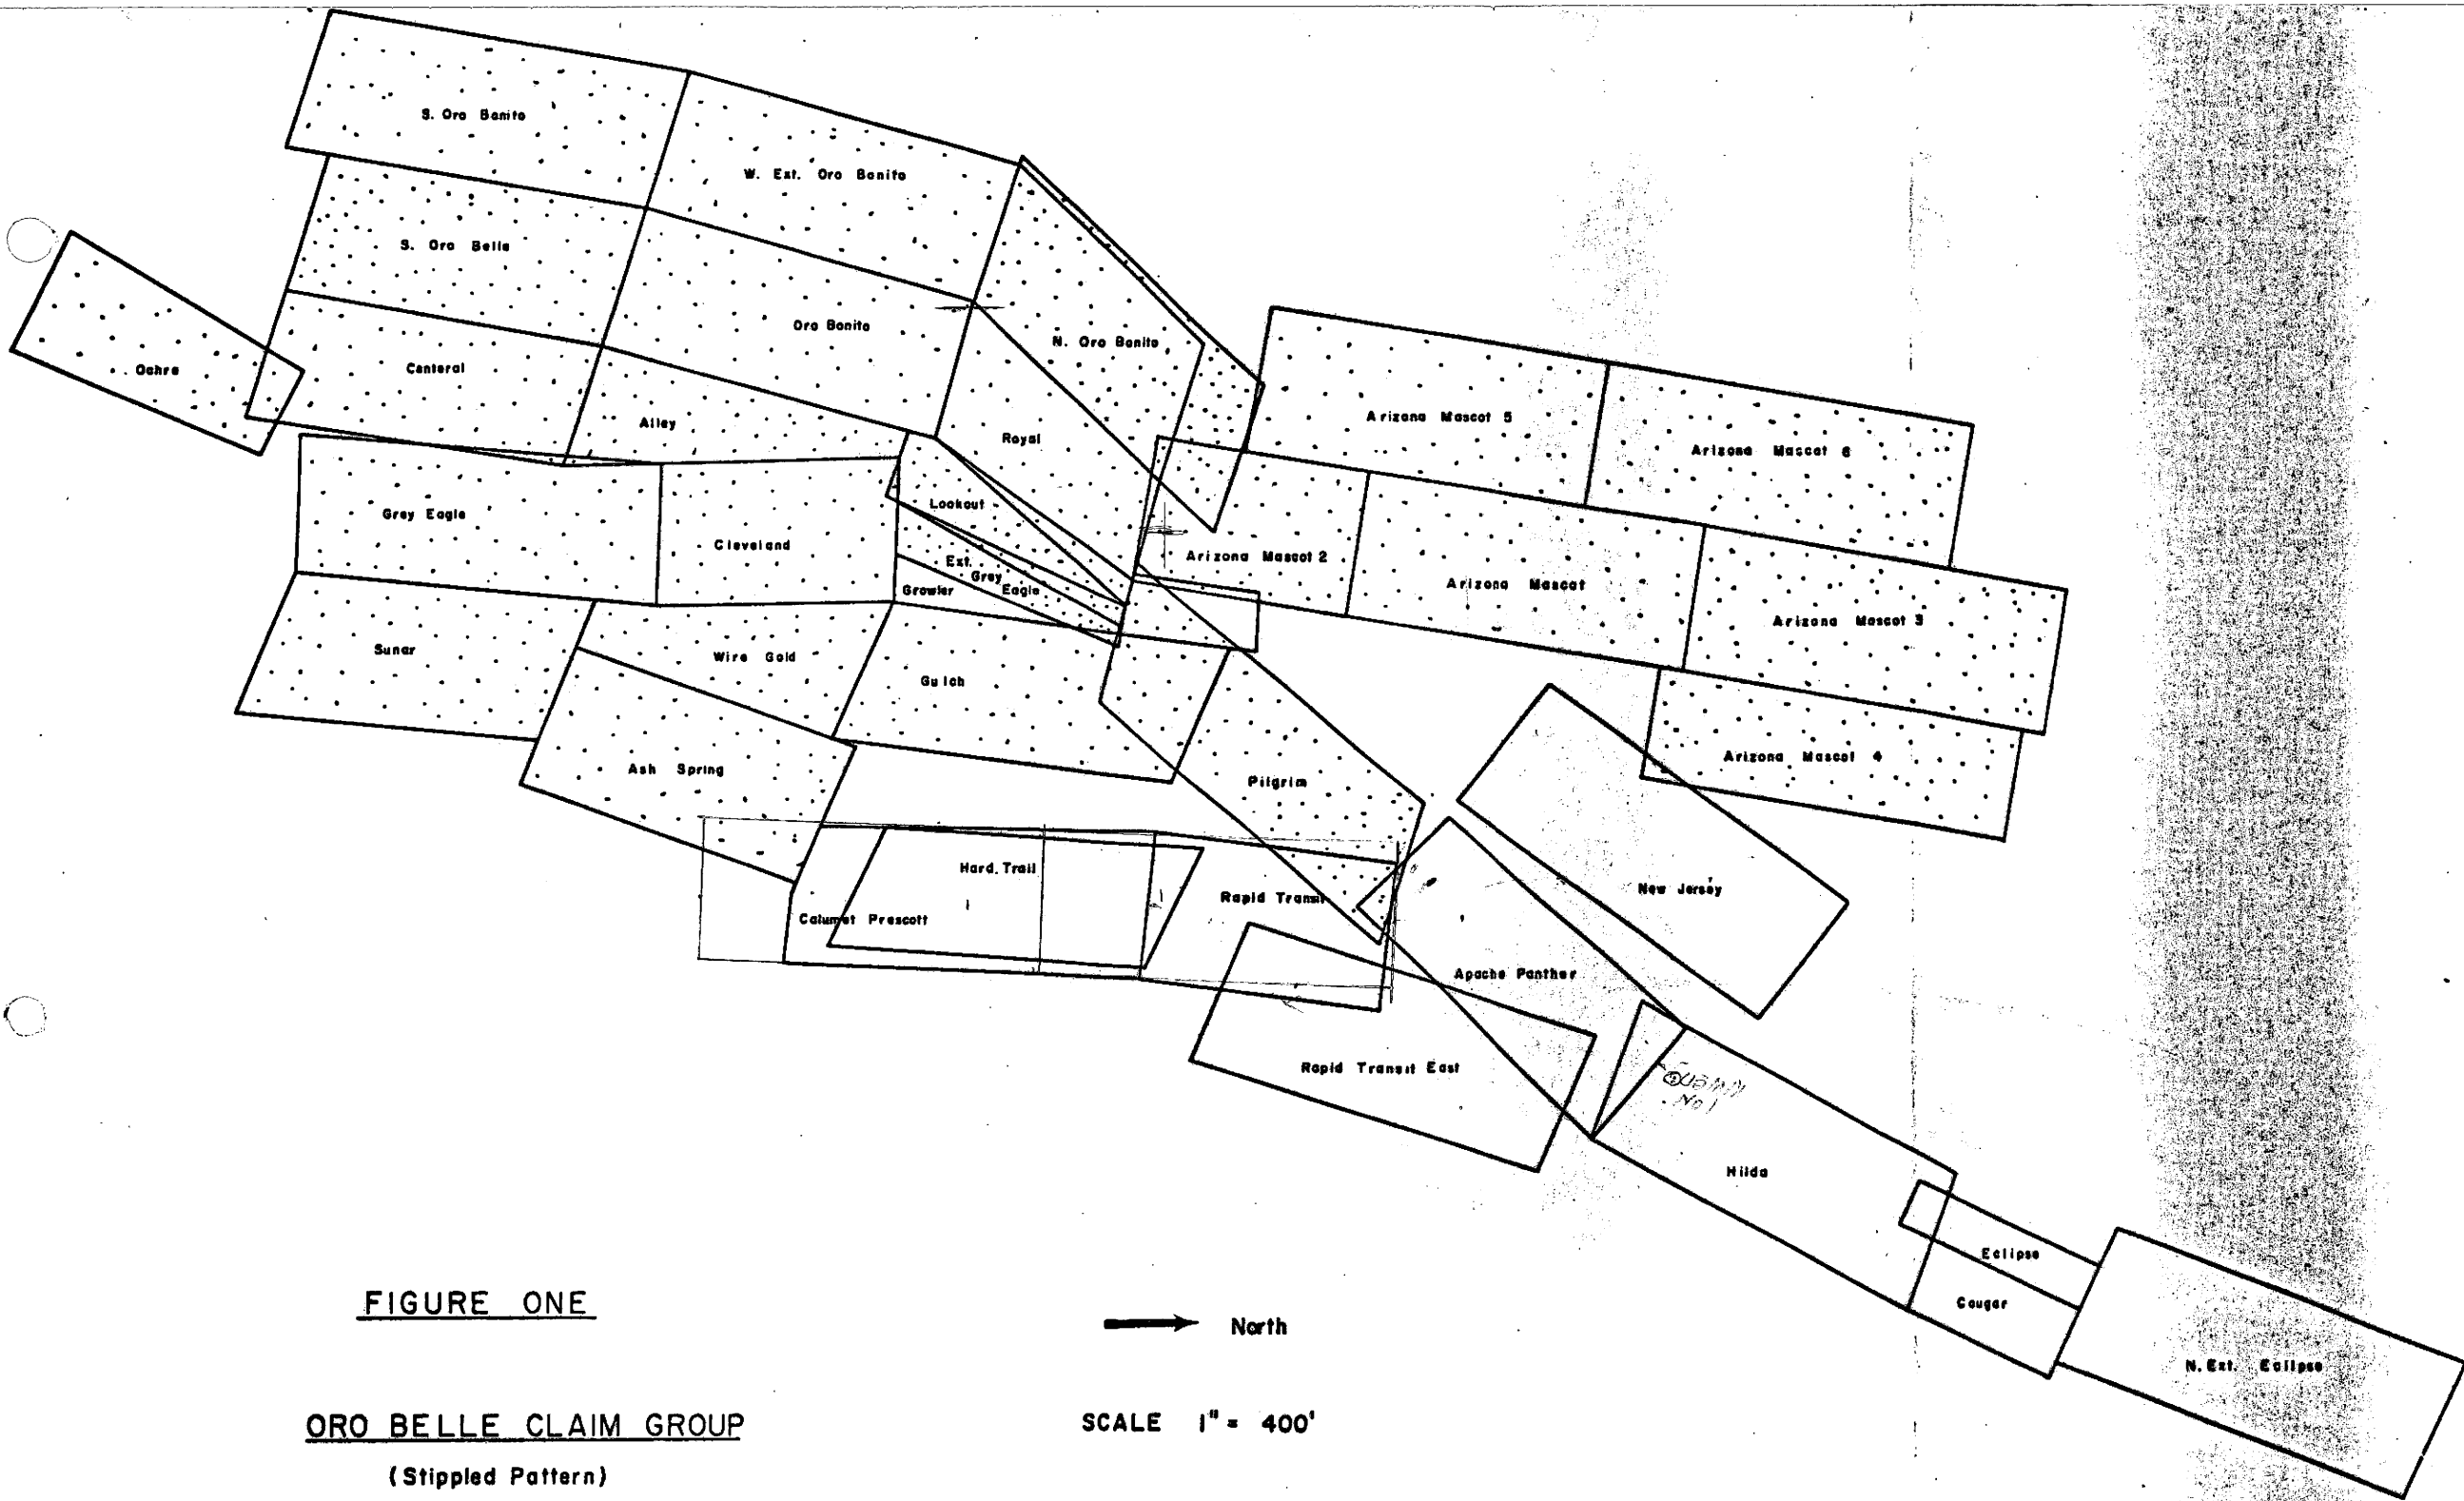 S. Oro Bonito
W. Ext. Oro Bonito
S. Oro Belle
Oro Bonito
N. Oro Bonito
Ochre
Canteral
Alley
Royal
Arizona Mascot 5
Arizona Mascot 6
Grey Eagle
Cleveland
Lookout
Ext.
Grey
Eagle
Growler
Arizona Mascot 2
Arizona Mascot
Arizona Mascot 3
Sunar
Wire Gold
Gulch
Ash Spring
Pilgrim
Arizona Mascot 4
Hard. Trail
Calumet Prescott
Rapid Transit
New Jersey
Apache Panther
Rapid Transit East
No 1
Hilda
Eclipse
Cougar
N. Ext. Eclipse
FIGURE ONE
North
ORO BELLE CLAIM GROUP
(Stippled Pattern)
SCALE 1" = 400'